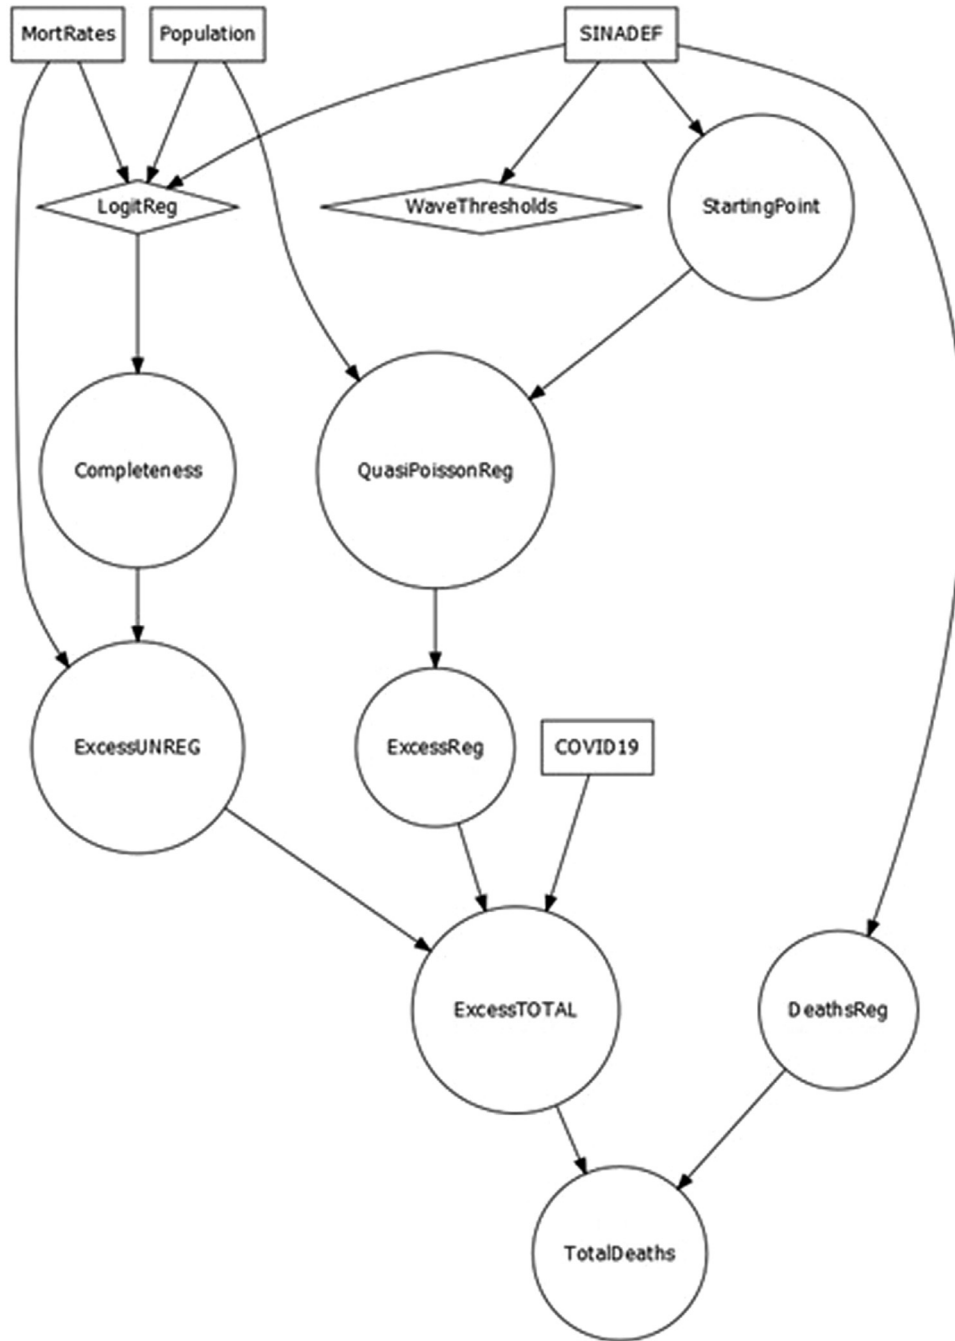 MortRates
Population
SINADEF
LogitReg
WaveThresholds
StartingPoint
Completeness
QuasiPoissonReg
ExcessUNREG
ExcessReg
COVID19
ExcessTOTAL
DeathsReg
TotalDeaths